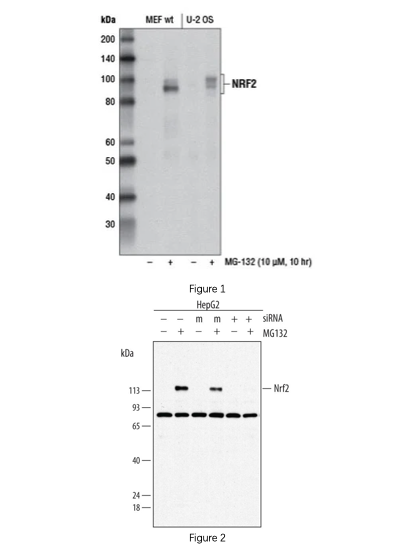 kDa MEF wt U-2 OS
200
140
100
NRF2
80
60
50
40
30
– + – + MG-132 (10 µM, 10 hr)
Figure 1
HepG2
– – m m + + siRNA
– + – + – + MG132
kDa
113 Nrf2
93
65
40
24
18
Figure 2